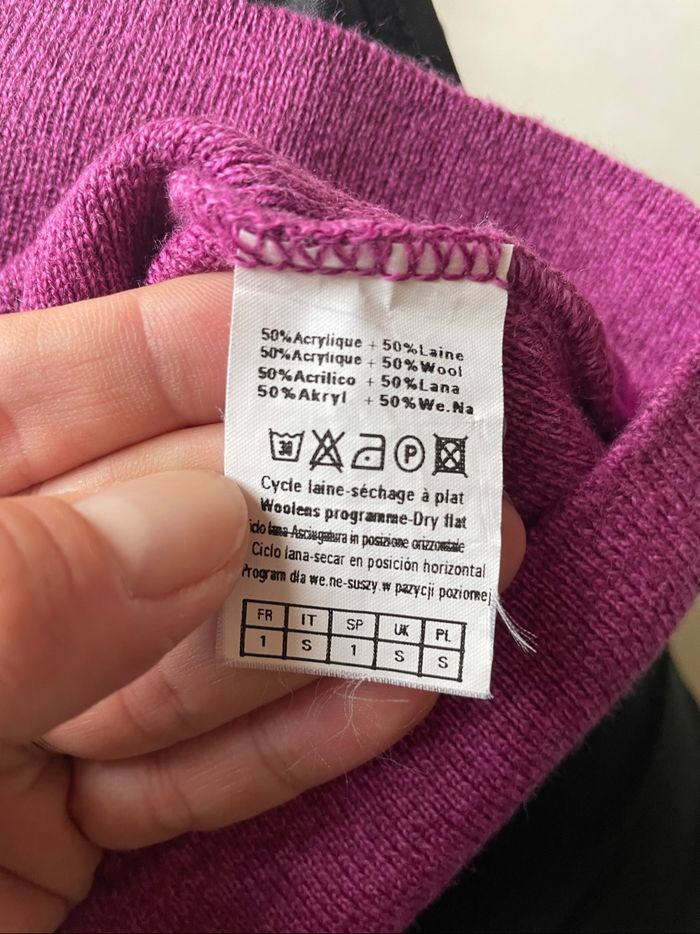 50%Acrylique + 50%Laine
50%Acrylique + 50%Wool
50%Acrilico + 50%Lana
50%Akryl + 50%We.Na
30 P
Cycle laine-séchage à plat
Woolens programme-Dry flat
lana-Asciugatura in posizione orizzontale
Ciclo lana-secar en posición horizontal
Program dla we.ne-suszy.w pazycji poziomej
FR IT SP UK PL
1 S 1 S S